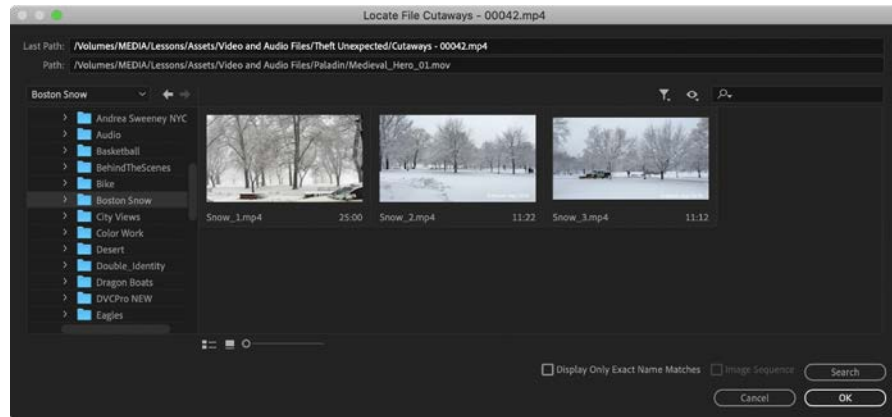 Locate File Cutaways - 00042.mp4
Last Path: /Volumes/MEDIA/Lessons/Assets/Video and Audio Files/Theft Unexpected/Cutaways - 00042.mp4
Path: /Volumes/MEDIA/Lessons/Assets/Video and Audio Files/Paladin/Medieval_Hero_01.mov
Boston Snow
Andrea Sweeney NYC
Audio
Basketball
BehindTheScenes
Bike
Boston Snow
City Views
Color Work
Desert
Double_Identity
Dragon Boats
DVCPro NEW
Eagles
Snow_1.mp4 25:00
Snow_2.mp4 11:22
Snow_3.mp4 11:12
Display Only Exact Name Matches Image Sequence Search
Cancel OK